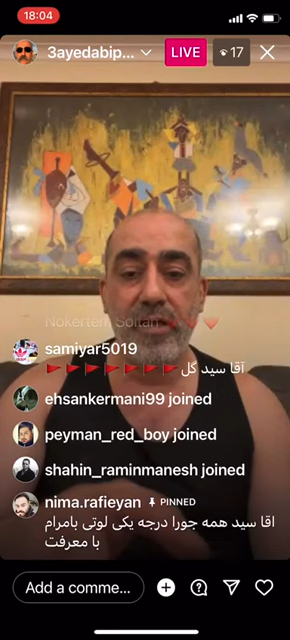 18:04
3ayedabip...
LIVE
17
Nokertem Soltan
samiyar5019
آقا سید گل🚩🚩🚩🚩🚩🚩🚩
ehsankermani99 joined
peyman_red_boy joined
shahin_raminmanesh joined
nima.rafieyan PINNED
اقا سید همه جورا درجه یکی لوتی بامرام
با معرفت
Add a comme...